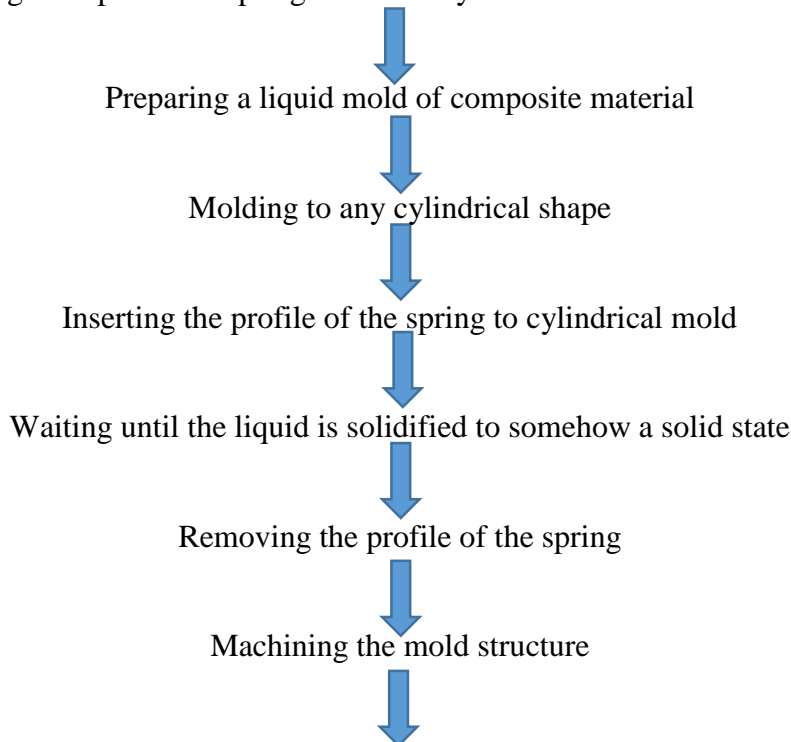 Preparing a liquid mold of composite material
Molding to any cylindrical shape
Inserting the profile of the spring to cylindrical mold
Waiting until the liquid is solidified to somehow a solid state
Removing the profile of the spring
Machining the mold structure